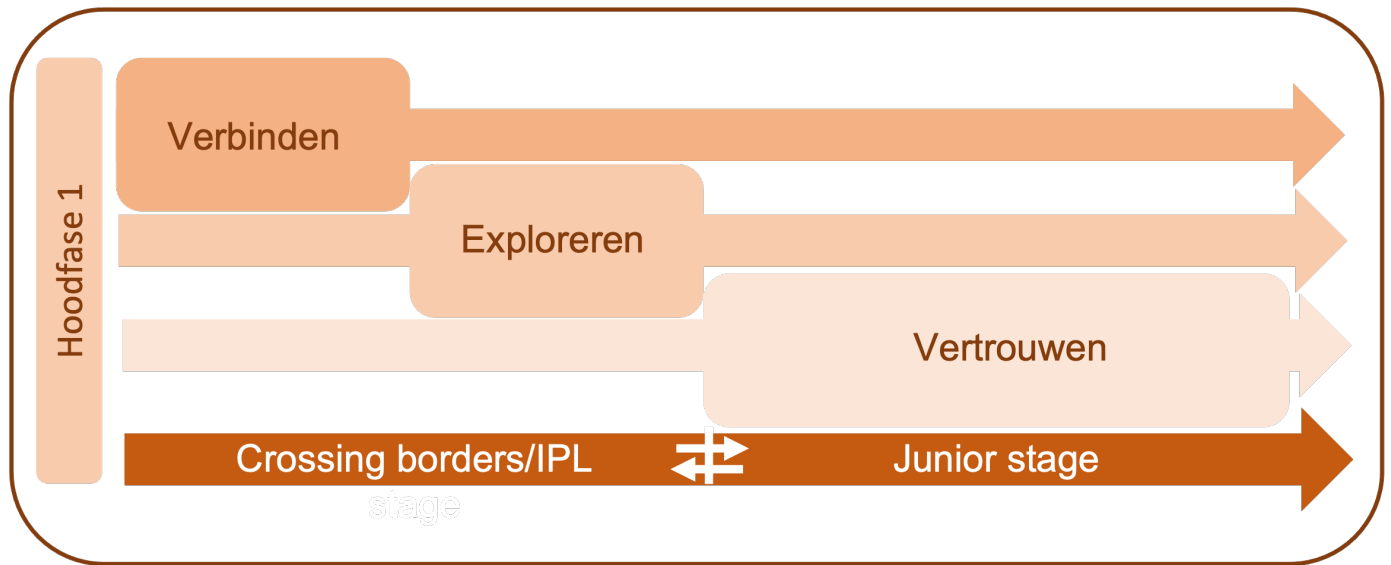 Hoodfase 1
Verbinden
Exploreren
Vertrouwen
Crossing borders/IPL
stage
Junior stage